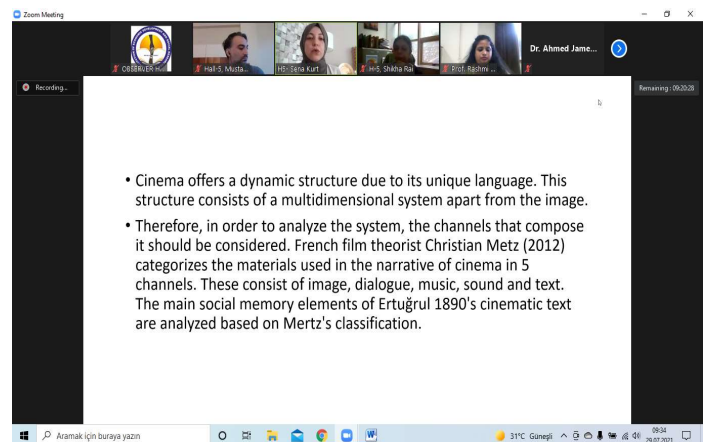 Zoom Meeting
OBSERVER H
Hall-5, Musta...
H3- Sena Kurt
H-5, Shikha Rai
Prof. Rashmi ...
Dr. Ahmed Jame...
Recording...
Remaining : 09:20:28
• Cinema offers a dynamic structure due to its unique language. This
structure consists of a multidimensional system apart from the image.
• Therefore, in order to analyze the system, the channels that compose
it should be considered. French film theorist Christian Metz (2012)
categorizes the materials used in the narrative of cinema in 5
channels. These consist of image, dialogue, music, sound and text.
The main social memory elements of Ertuğrul 1890's cinematic text
are analyzed based on Mertz's classification.
Aramak için buraya yazın
31°C Güneşli
09:34
29.07.2021